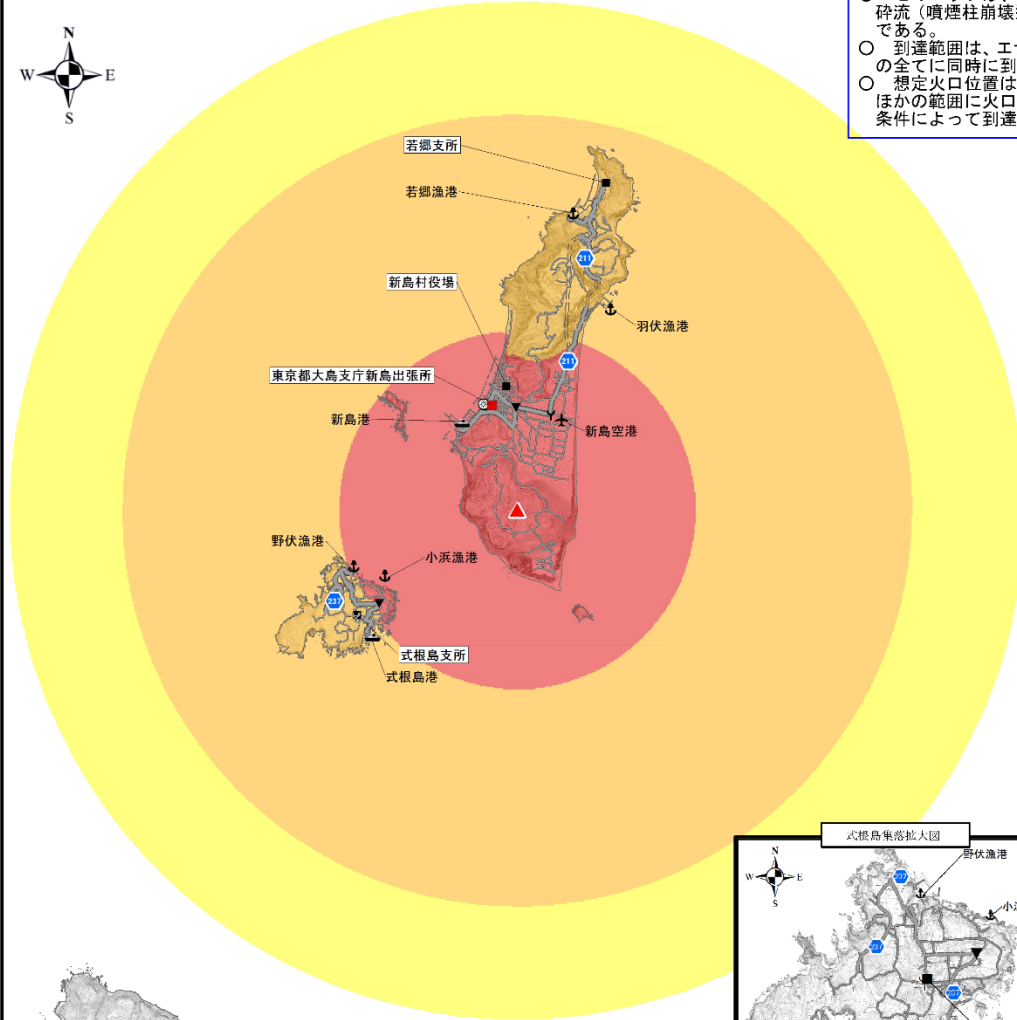 砕流（噴煙柱崩壊
である。
○ 到達範囲は、エ
の全てに同時に到
○ 想定火口位置は
ほかの範囲に火口
条件によって到達
N
W
E
S
若郷支所
若郷漁港
211
新島村役場
羽伏漁港
211
東京都大島支庁新島出張所
新島港
新島空港
野伏漁港
小浜漁港
237
式根島支所
式根島港
式根島集落拡大図
N
W
E
S
野伏漁港
237
小浜
237
237